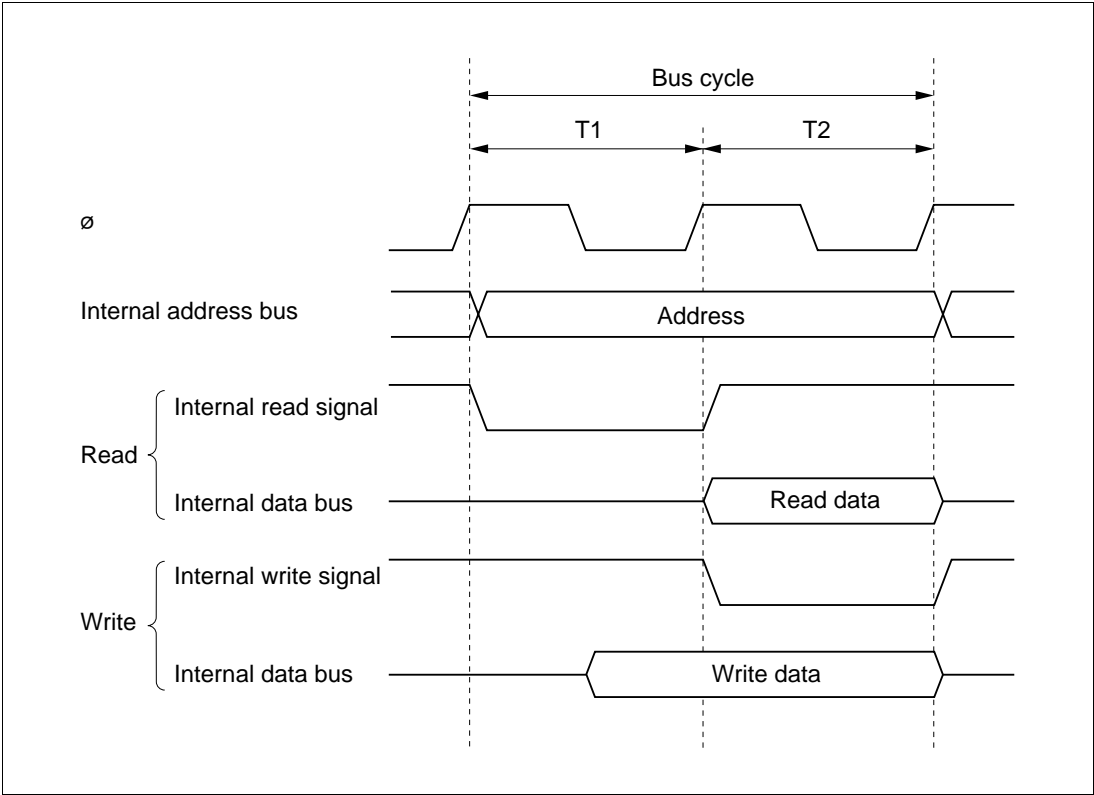 Bus cycle
T1
T2
ø
Internal address bus
Address
Internal read signal
Read
Internal data bus
Read data
Internal write signal
Write
Internal data bus
Write data